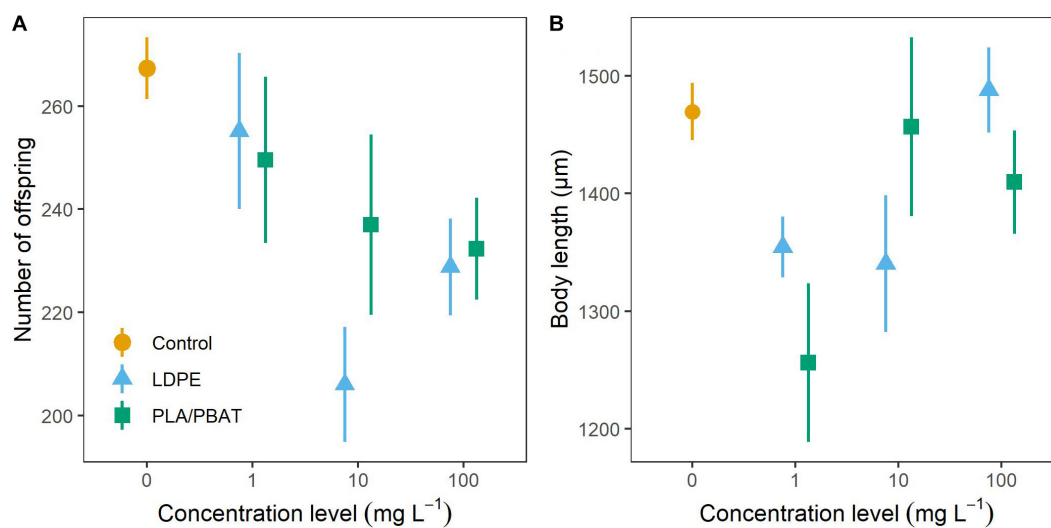 A
Number of offspring
260
240
220
200
Control
LDPE
PLA/PBAT
0 1 10 100
Concentration level (mg L⁻¹)
B
Body length (µm)
1500
1400
1300
1200
0 1 10 100
Concentration level (mg L⁻¹)